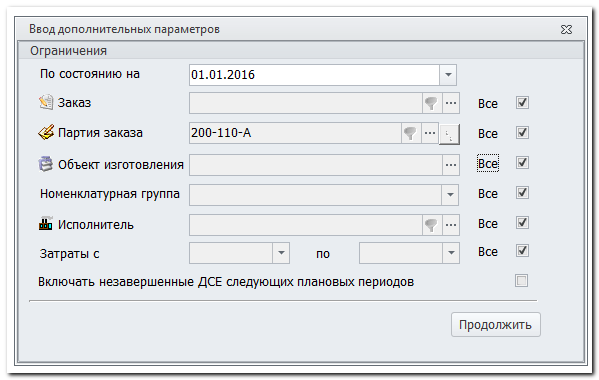 Ввод дополнительных параметров
Ограничения
По состоянию на 01.01.2016
Заказ Все
Партия заказа 200-110-А Все
Объект изготовления Все
Номенклатурная группа Все
Исполнитель Все
Затраты с по Все
Включать незавершенные ДСЕ следующих плановых периодов
Продолжить